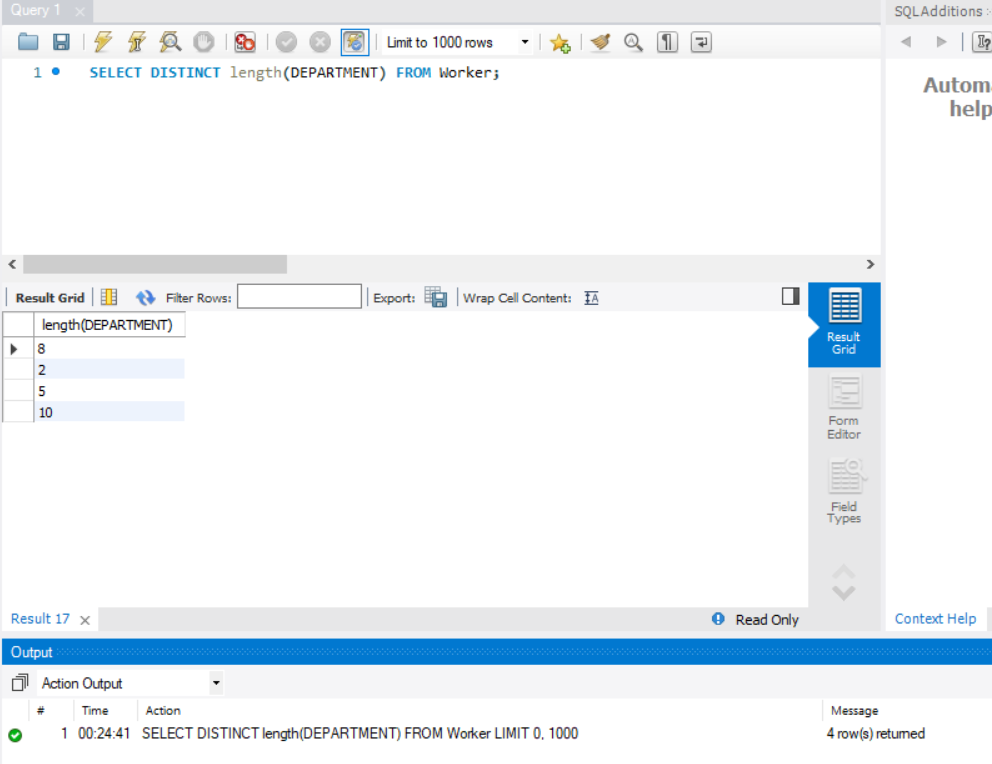 Query 1
SQLAdditions
Limit to 1000 rows
1 SELECT DISTINCT length(DEPARTMENT) FROM Worker;
Automa
help
Result Grid Filter Rows: Export: Wrap Cell Content:
length(DEPARTMENT)
8
2
5
10
Result
Grid
Form
Editor
Field
Types
Result 17 Read Only
Context Help
Output
Action Output
# Time Action Message
1 00:24:41 SELECT DISTINCT length(DEPARTMENT) FROM Worker LIMIT 0, 1000 4 row(s) returned